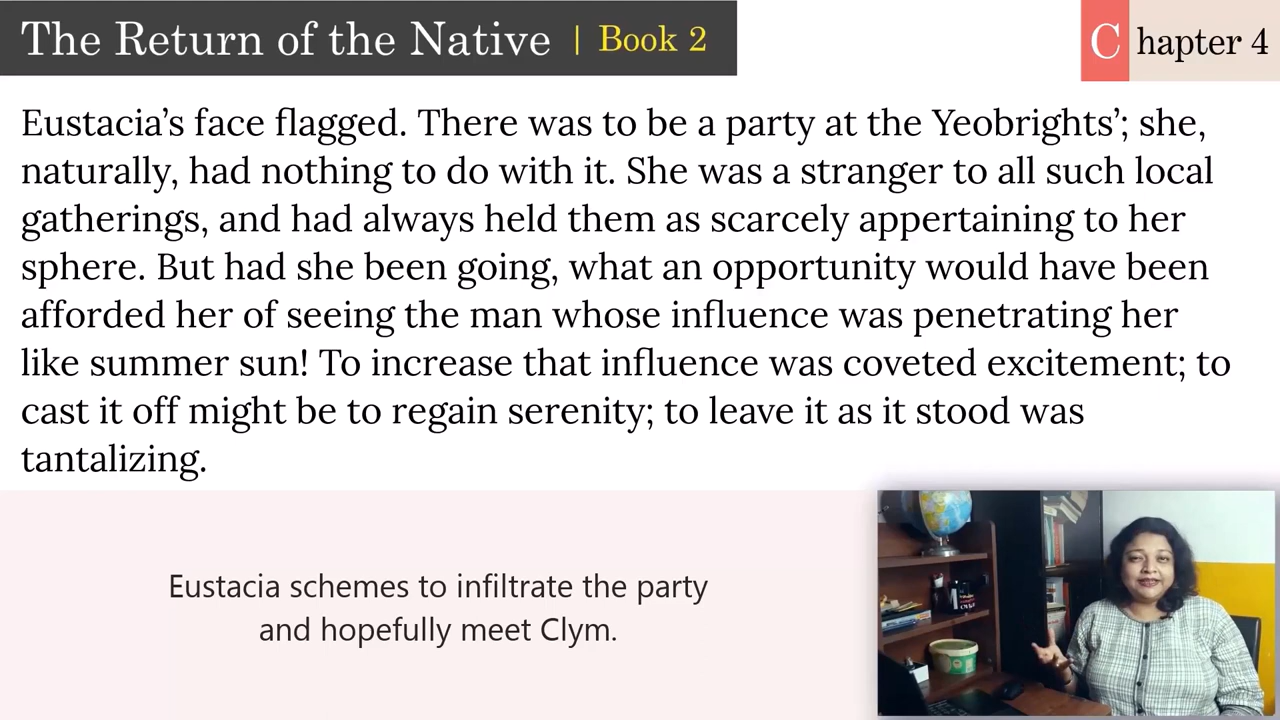 The Return of the Native | Book 2
Chapter 4
Eustacia’s face flagged. There was to be a party at the Yeobrights’; she,
naturally, had nothing to do with it. She was a stranger to all such local
gatherings, and had always held them as scarcely appertaining to her
sphere. But had she been going, what an opportunity would have been
afforded her of seeing the man whose influence was penetrating her
like summer sun! To increase that influence was coveted excitement; to
cast it off might be to regain serenity; to leave it as it stood was
tantalizing.
Eustacia schemes to infiltrate the party
and hopefully meet Clym.